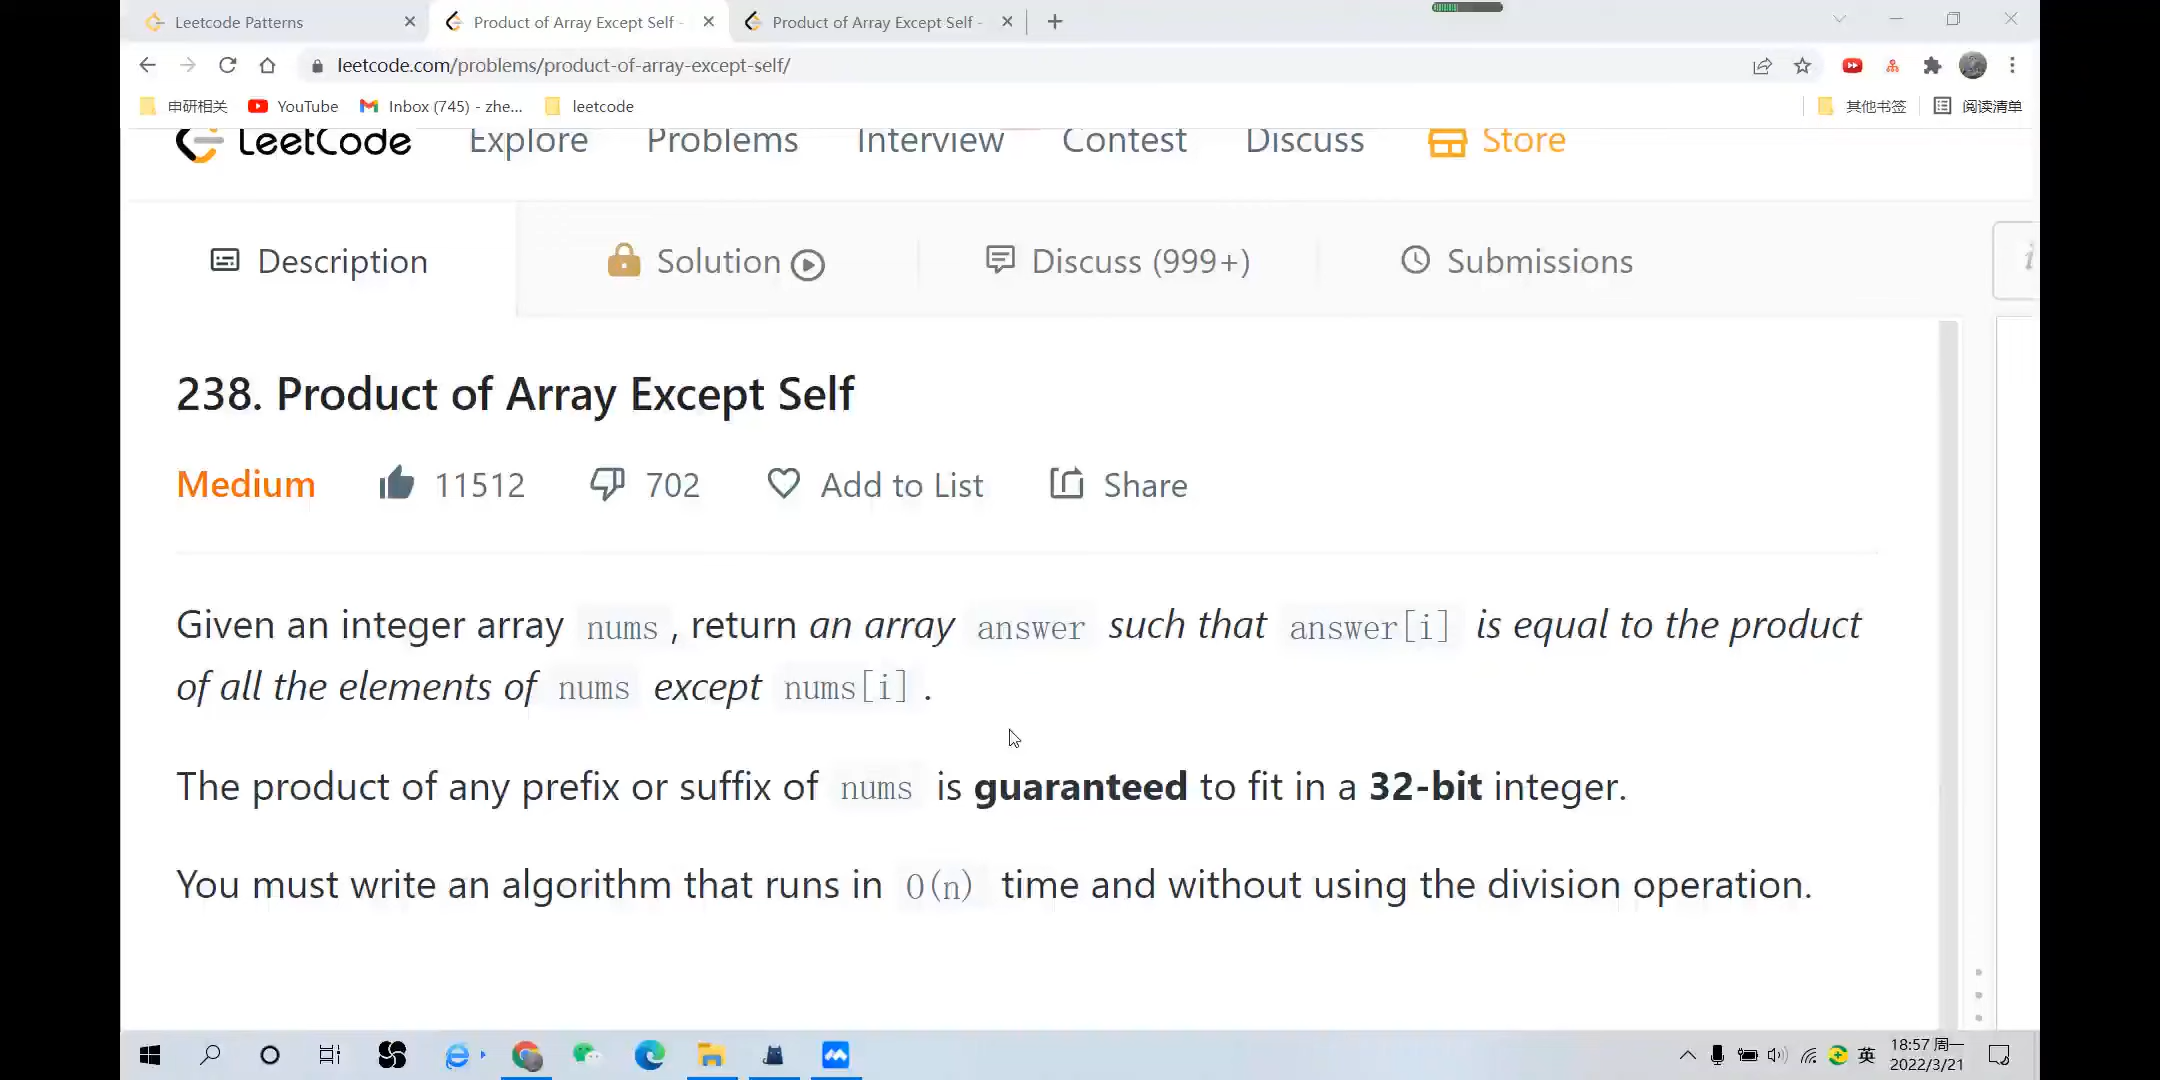 Leetcode Patterns
Product of Array Except Self -
Product of Array Except Self -
leetcode.com/problems/product-of-array-except-self/
申研相关
YouTube
Inbox (745) - zhe...
leetcode
其他书签
阅读清单
LeetCode
Explore
Problems
Interview
Contest
Discuss
Store
Description
Solution
Discuss (999+)
Submissions
i
238. Product of Array Except Self
Medium
11512
702
Add to List
Share
Given an integer array nums, return an array answer such that answer[i] is equal to the product
of all the elements of nums except nums[i].
The product of any prefix or suffix of nums is guaranteed to fit in a 32-bit integer.
You must write an algorithm that runs in O(n) time and without using the division operation.
英
18:57 周一
2022/3/21